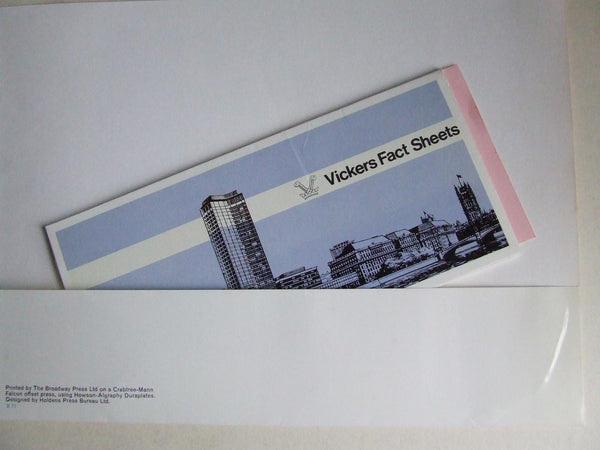 Vickers Fact Sheets
Printed by The Broadway Press Ltd on a Crabtree-Mann
Falcon offset press, using Howson-Algraphy Duraplates.
Designed by Holdens Press Bureau Ltd.